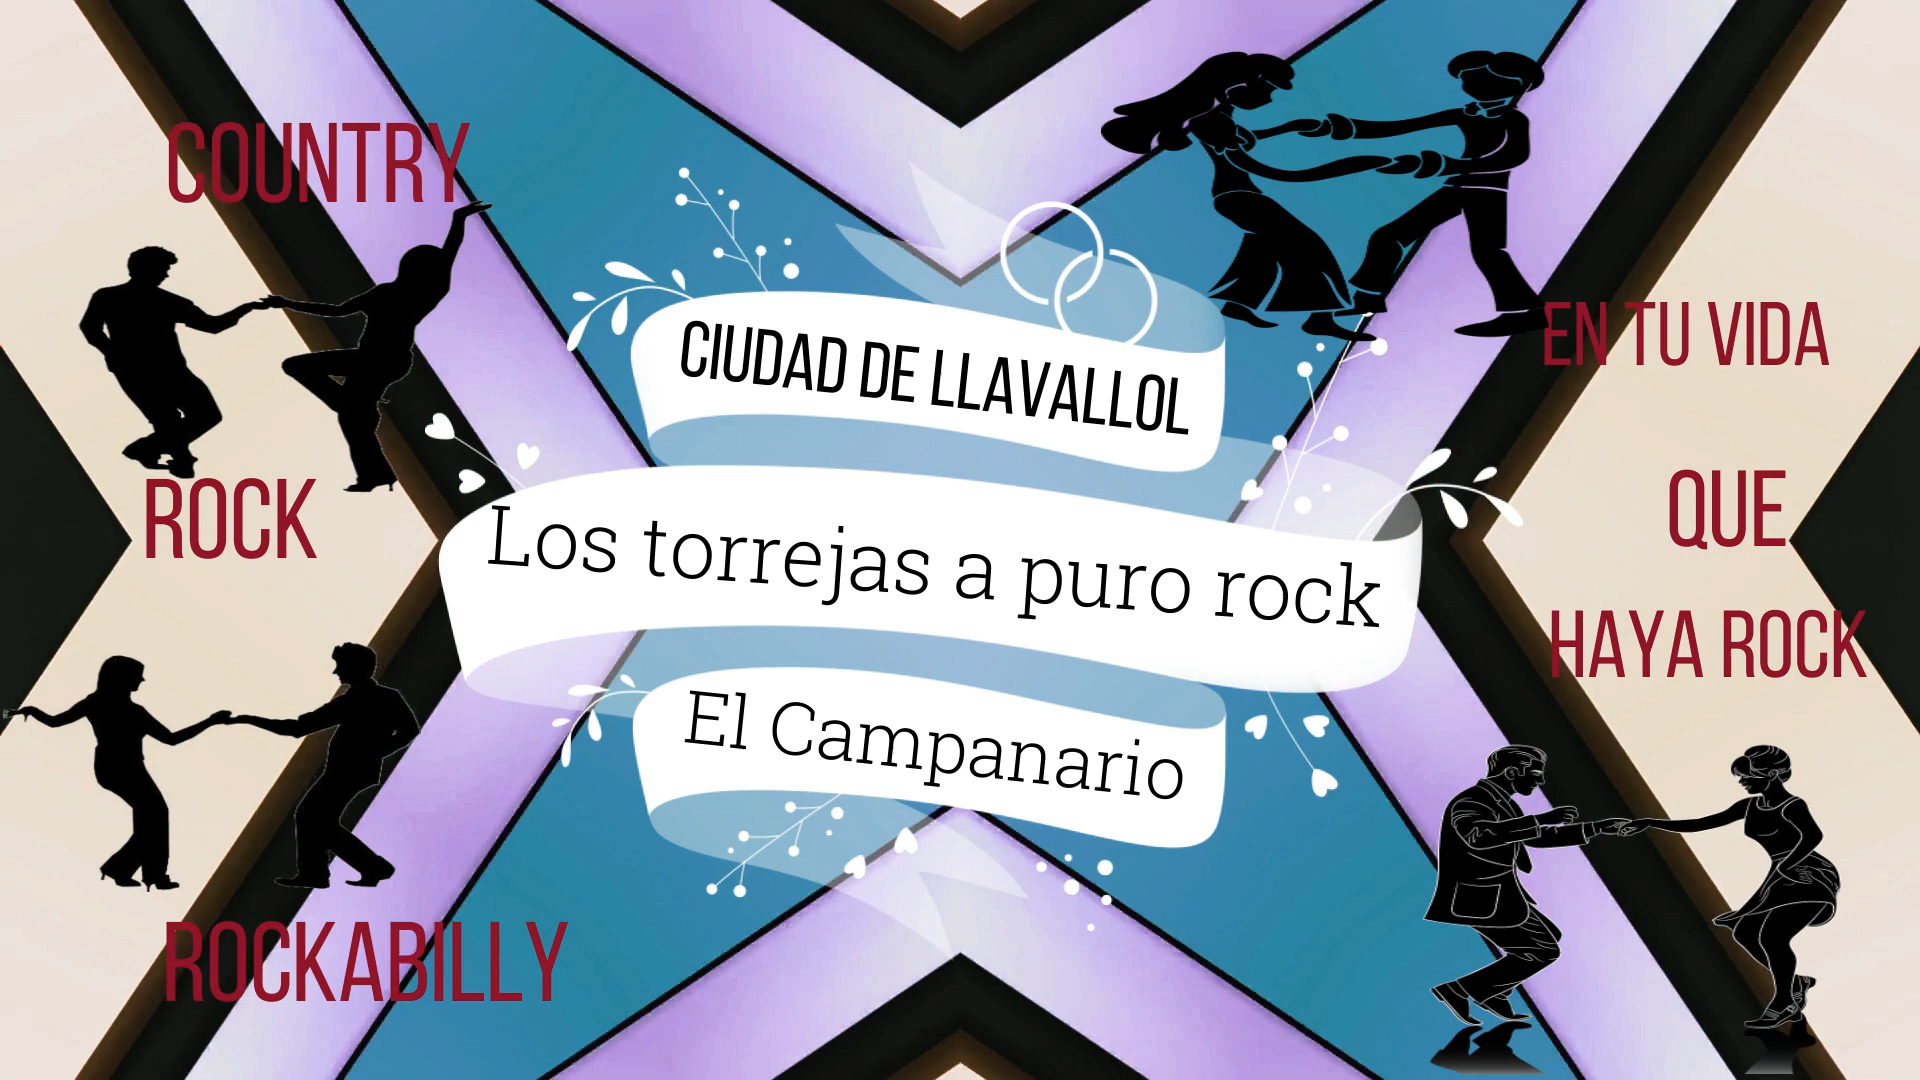 COUNTRY
ROCK
ROCKABILLY
CIUDAD DE LLAVALLOL
Los torrejas a puro rock
El Campanario
EN TU VIDA
QUE
HAYA ROCK